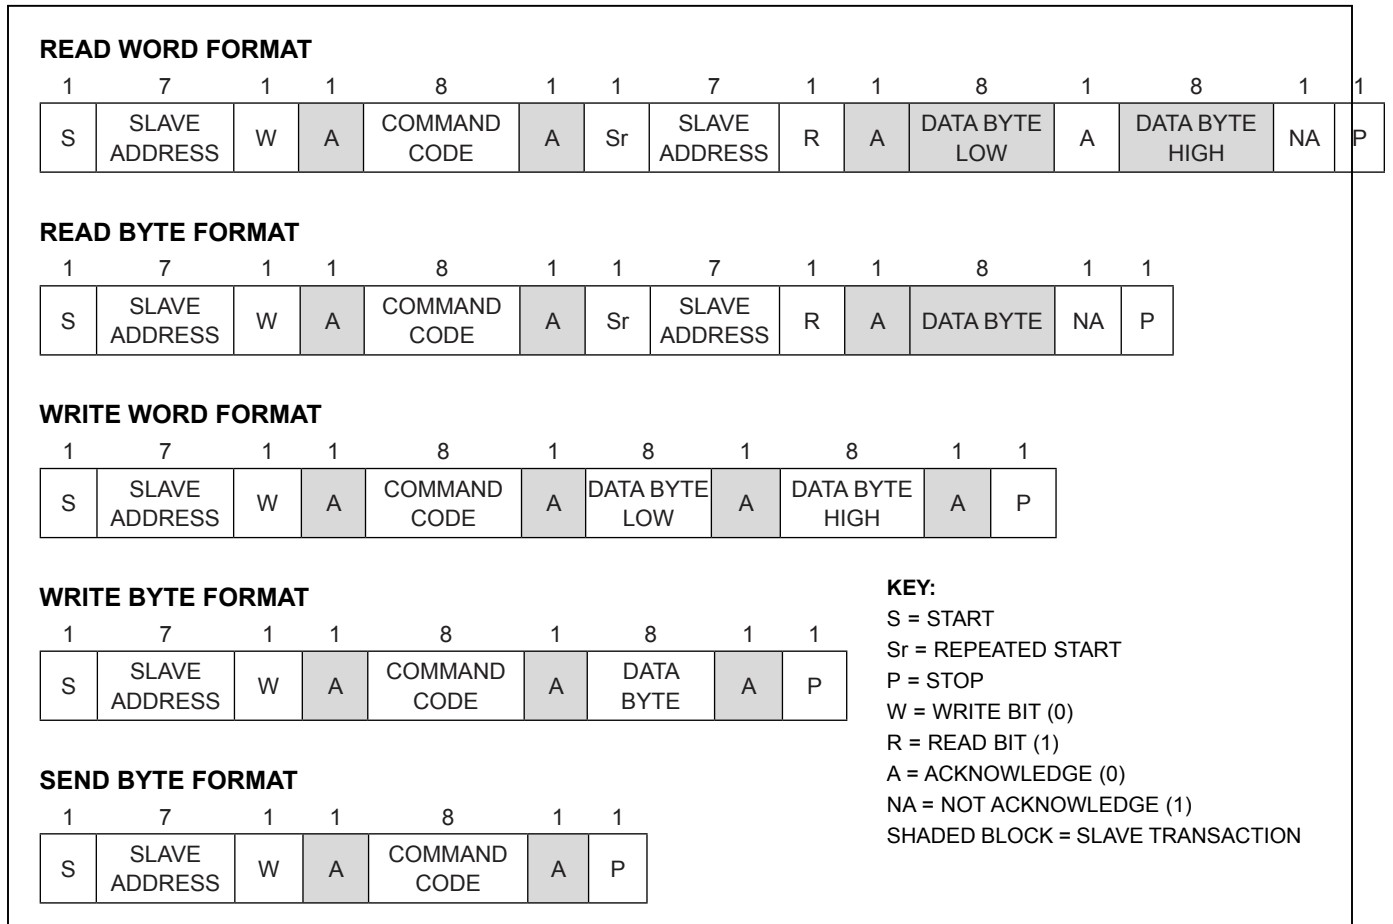 READ WORD FORMAT
1 7 1 1 8 1 1 7 1 1 8 1 8 1 1
S SLAVE ADDRESS W A COMMAND CODE A Sr SLAVE ADDRESS R A DATA BYTE LOW A DATA BYTE HIGH NA P
READ BYTE FORMAT
1 7 1 1 8 1 1 7 1 1 8 1 1
S SLAVE ADDRESS W A COMMAND CODE A Sr SLAVE ADDRESS R A DATA BYTE NA P
WRITE WORD FORMAT
1 7 1 1 8 1 8 1 8 1 1
S SLAVE ADDRESS W A COMMAND CODE A DATA BYTE LOW A DATA BYTE HIGH A P
WRITE BYTE FORMAT
1 7 1 1 8 1 8 1 1
S SLAVE ADDRESS W A COMMAND CODE A DATA BYTE A P
SEND BYTE FORMAT
1 7 1 1 8 1 1
S SLAVE ADDRESS W A COMMAND CODE A P
KEY:
S = START
Sr = REPEATED START
P = STOP
W = WRITE BIT (0)
R = READ BIT (1)
A = ACKNOWLEDGE (0)
NA = NOT ACKNOWLEDGE (1)
SHADED BLOCK = SLAVE TRANSACTION